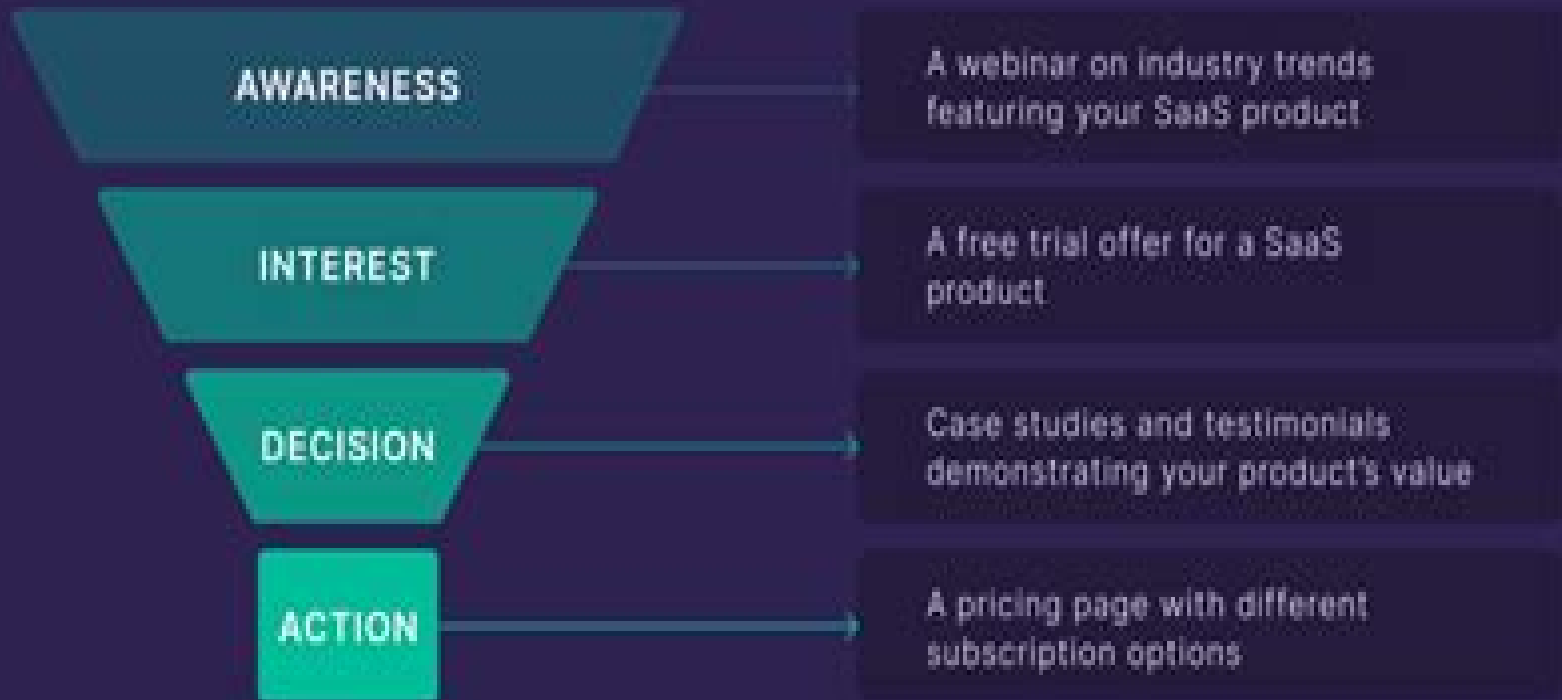 AWARENESS
A webinar on industry trends
featuring your SaaS product
INTEREST
A free trial offer for a SaaS
product
DECISION
Case studies and testimonials
demonstrating your product's value
ACTION
A pricing page with different
subscription options